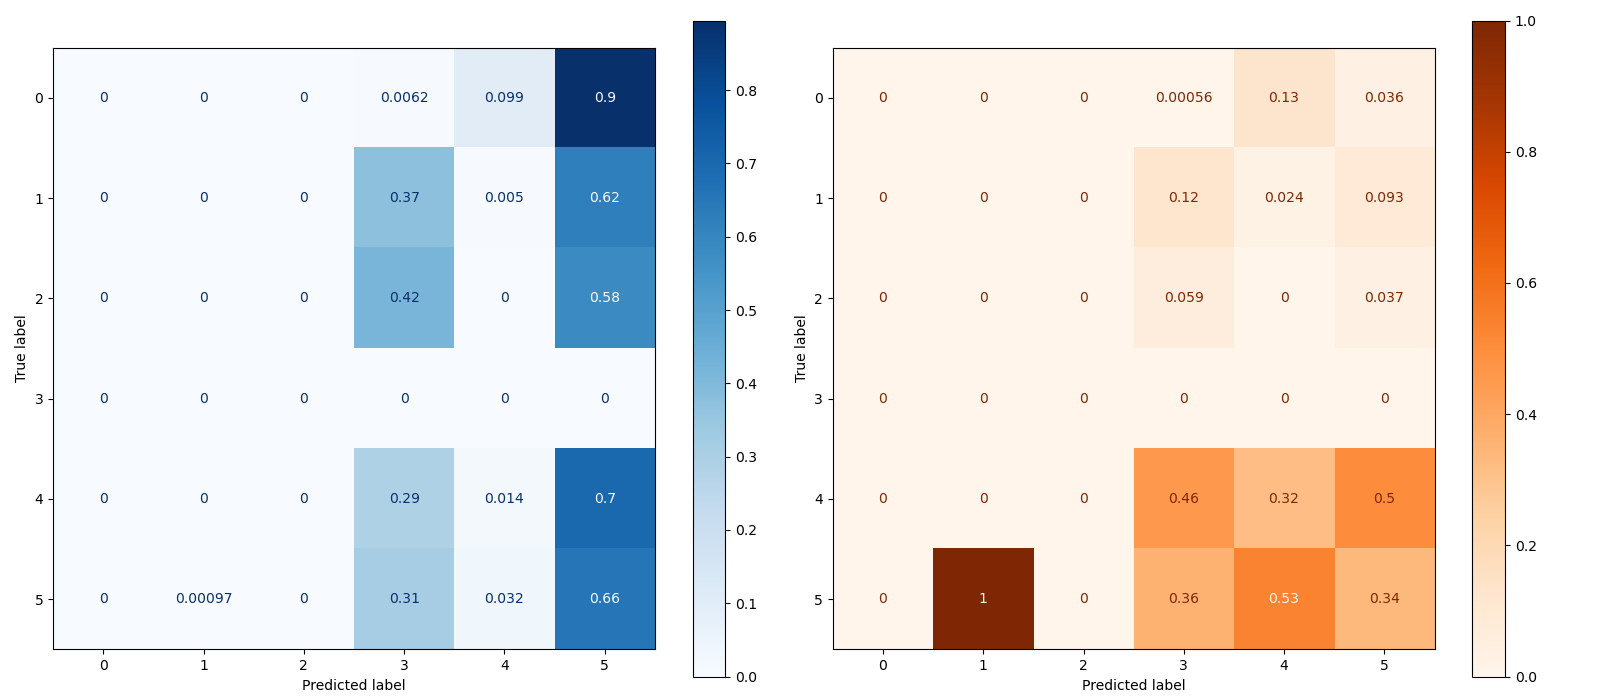 0 0 0 0 0.0062 0.099 0.9
1 0 0 0 0.37 0.005 0.62
2 0 0 0 0.42 0 0.58
3 0 0 0 0 0 0
4 0 0 0 0.29 0.014 0.7
5 0 0.00097 0 0.31 0.032 0.66
0 1 2 3 4 5
True label
Predicted label
0.8
0.7
0.6
0.5
0.4
0.3
0.2
0.1
0.0
0 0 0 0 0.00056 0.13 0.036
1 0 0 0 0.12 0.024 0.093
2 0 0 0 0.059 0 0.037
3 0 0 0 0 0 0
4 0 0 0 0.46 0.32 0.5
5 0 1 0 0.36 0.53 0.34
0 1 2 3 4 5
True label
Predicted label
1.0
0.8
0.6
0.4
0.2
0.0